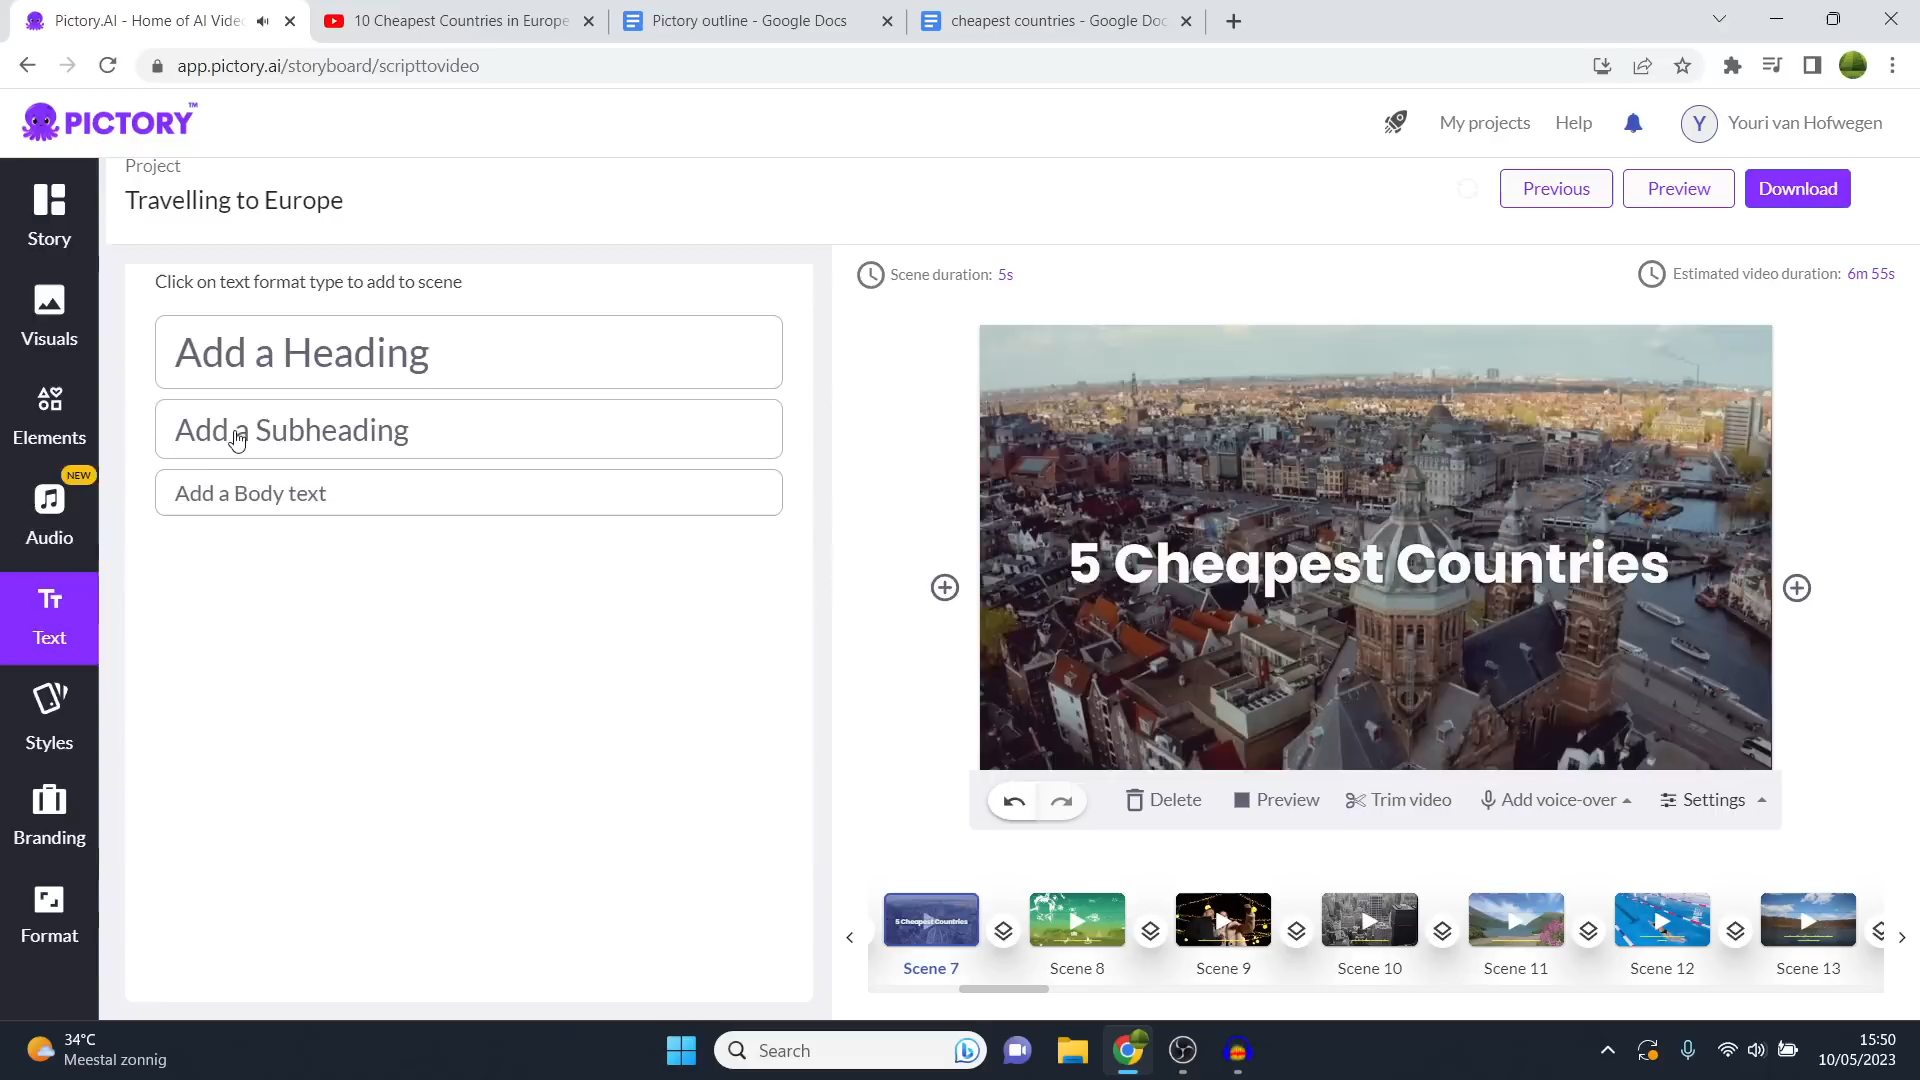 Pictory.AI - Home of AI Vide
10 Cheapest Countries in Europe
Pictory outline - Google Docs
cheapest countries - Google Doc
app.pictory.ai/storyboard/scripttovideo
PICTORY™
My projects
Help
Y
Youri van Hofwegen
Project
Travelling to Europe
Previous
Preview
Download
Story
Visuals
Elements
NEW
Audio
Text
Styles
Branding
Format
Click on text format type to add to scene
Add a Heading
Add a Subheading
Add a Body text
Scene duration: 5s
Estimated video duration: 6m 55s
5 Cheapest Countries
Delete
Preview
Trim video
Add voice-over
Settings
5 Cheapest Countries
Scene 7
Scene 8
Scene 9
Scene 10
Scene 11
Scene 12
Scene 13
34°C
Meestal zonnig
Search
15:50
10/05/2023